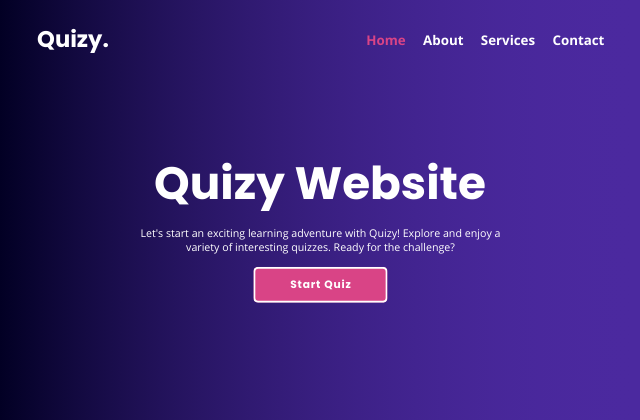 Quizy.
Home About Services Contact
Quizy Website
Let's start an exciting learning adventure with Quizy! Explore and enjoy a
variety of interesting quizzes. Ready for the challenge?
Start Quiz